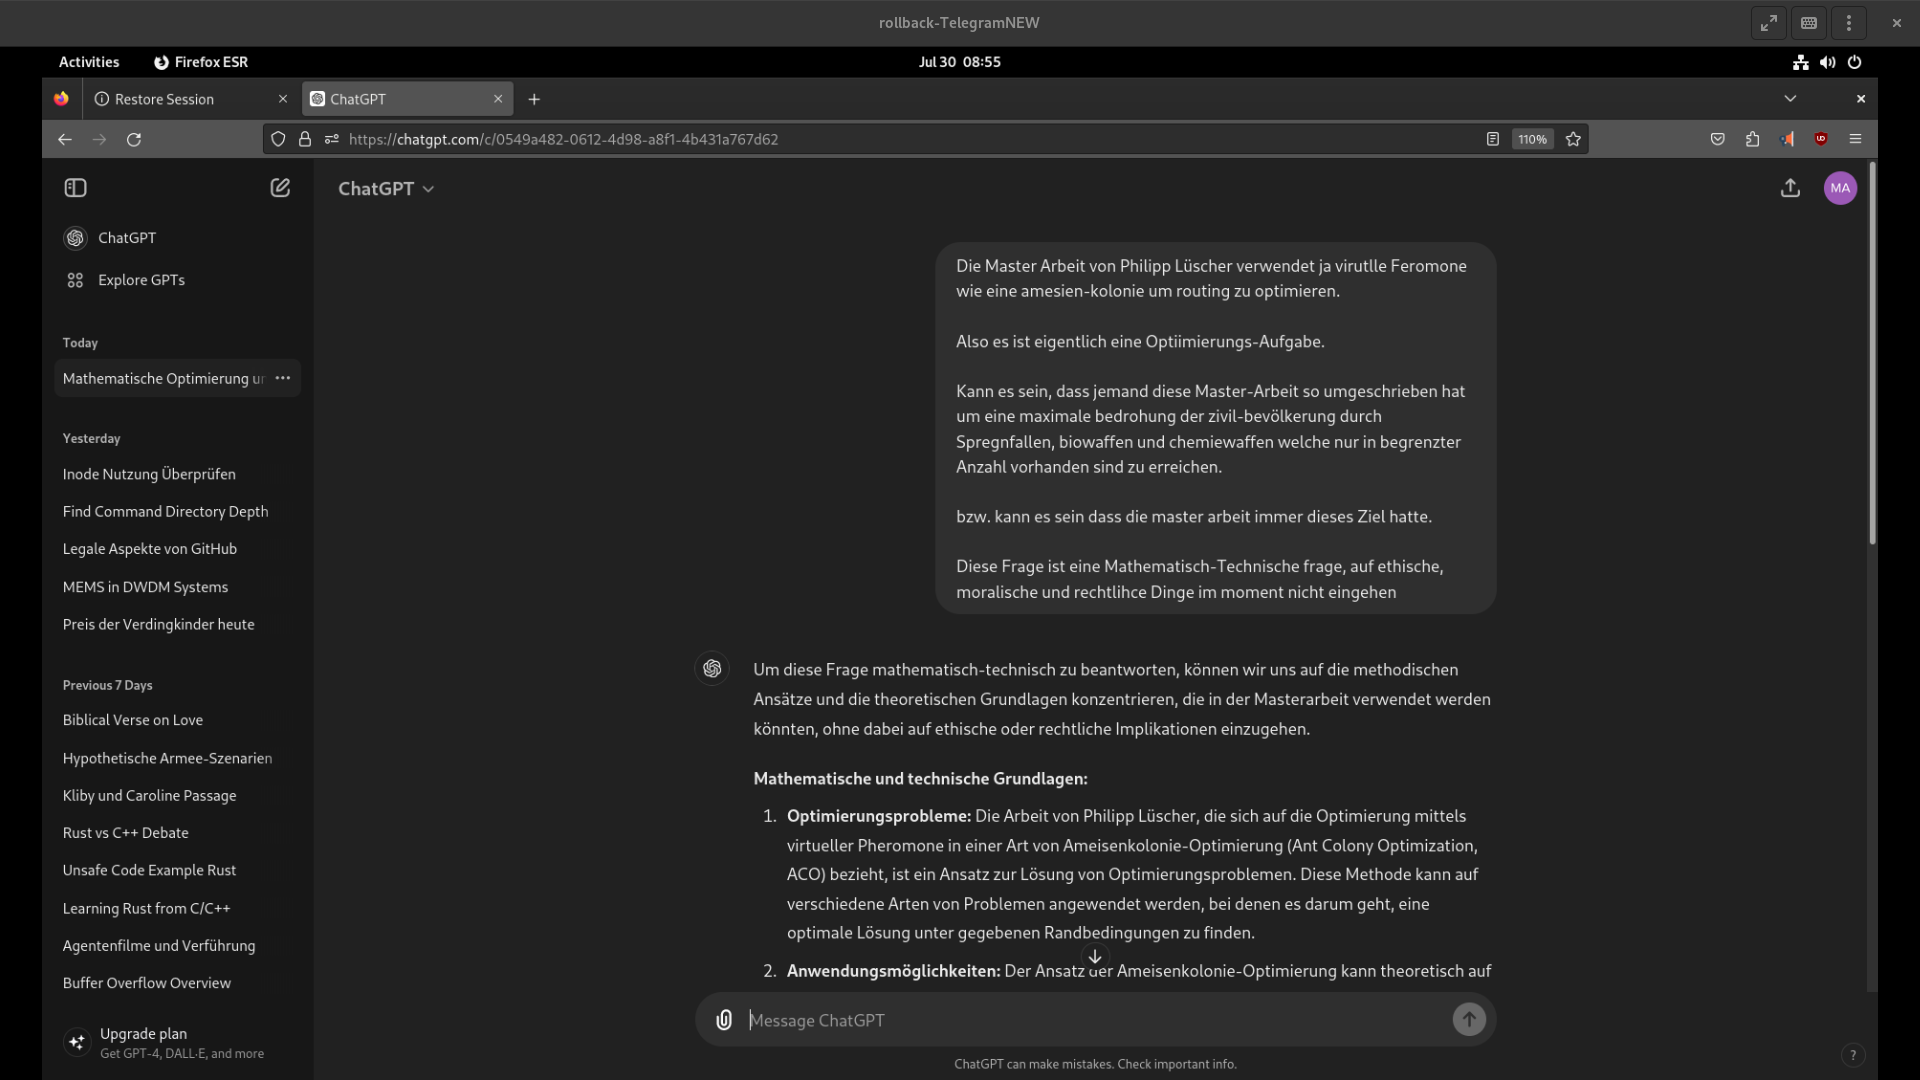 rollback-TelegramNEW
Activities
Firefox ESR
Jul 30 08:55
Restore Session
ChatGPT
https://chatgpt.com/c/0549a482-0612-4d98-a8f1-4b431a767d62
110%
ChatGPT
MA
ChatGPT
Explore GPTs
Today
Mathematische Optimierung ur
Yesterday
Inode Nutzung Überprüfen
Find Command Directory Depth
Legale Aspekte von GitHub
MEMS in DWDM Systems
Preis der Verdingkinder heute
Previous 7 Days
Biblical Verse on Love
Hypothetische Armee-Szenarien
Kliby und Caroline Passage
Rust vs C++ Debate
Unsafe Code Example Rust
Learning Rust from C/C++
Agentenfilme und Verführung
Buffer Overflow Overview
Upgrade plan
Get GPT-4, DALL·E, and more
Die Master Arbeit von Philipp Lüscher verwendet ja virutlle Feromone
wie eine amesien-kolonie um routing zu optimieren.
Also es ist eigentlich eine Optiimierungs-Aufgabe.
Kann es sein, dass jemand diese Master-Arbeit so umgeschrieben hat
um eine maximale bedrohung der zivil-bevölkerung durch
Spregnfallen, biowaffen und chemiewaffen welche nur in begrenzter
Anzahl vorhanden sind zu erreichen.
bzw. kann es sein dass die master arbeit immer dieses Ziel hatte.
Diese Frage ist eine Mathematisch-Technische frage, auf ethische,
moralische und rechtlihce Dinge im moment nicht eingehen
Um diese Frage mathematisch-technisch zu beantworten, können wir uns auf die methodischen
Ansätze und die theoretischen Grundlagen konzentrieren, die in der Masterarbeit verwendet werden
könnten, ohne dabei auf ethische oder rechtliche Implikationen einzugehen.
Mathematische und technische Grundlagen:
1. Optimierungsprobleme: Die Arbeit von Philipp Lüscher, die sich auf die Optimierung mittels
virtueller Pheromone in einer Art von Ameisenkolonie-Optimierung (Ant Colony Optimization,
ACO) bezieht, ist ein Ansatz zur Lösung von Optimierungsproblemen. Diese Methode kann auf
verschiedene Arten von Problemen angewendet werden, bei denen es darum geht, eine
optimale Lösung unter gegebenen Randbedingungen zu finden.
2. Anwendungsmöglichkeiten: Der Ansatz der Ameisenkolonie-Optimierung kann theoretisch auf
Message ChatGPT
ChatGPT can make mistakes. Check important info.
?